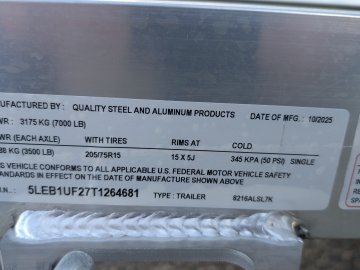 NUFACTURED BY: QUALITY STEEL AND ALUMINUM PRODUCTS DATE OF MFG.: 10/2025
WR: 3175 KG (7000 LB)
WR (EACH AXLE) WITH TIRES RIMS AT COLD
88 KG (3500 LB) 205/75R15 15 X 5J 345 KPA (50 PSI) SINGLE
IS VEHICLE CONFORMS TO ALL APPLICABLE U.S. FEDERAL MOTOR VEHICLE SAFETY
ANDARDS IN EFFECT ON THE DATE OF MANUFACTURE SHOWN ABOVE
.N.: 5LEB1UF27T1264681 TYPE: TRAILER 8216ALSL7K